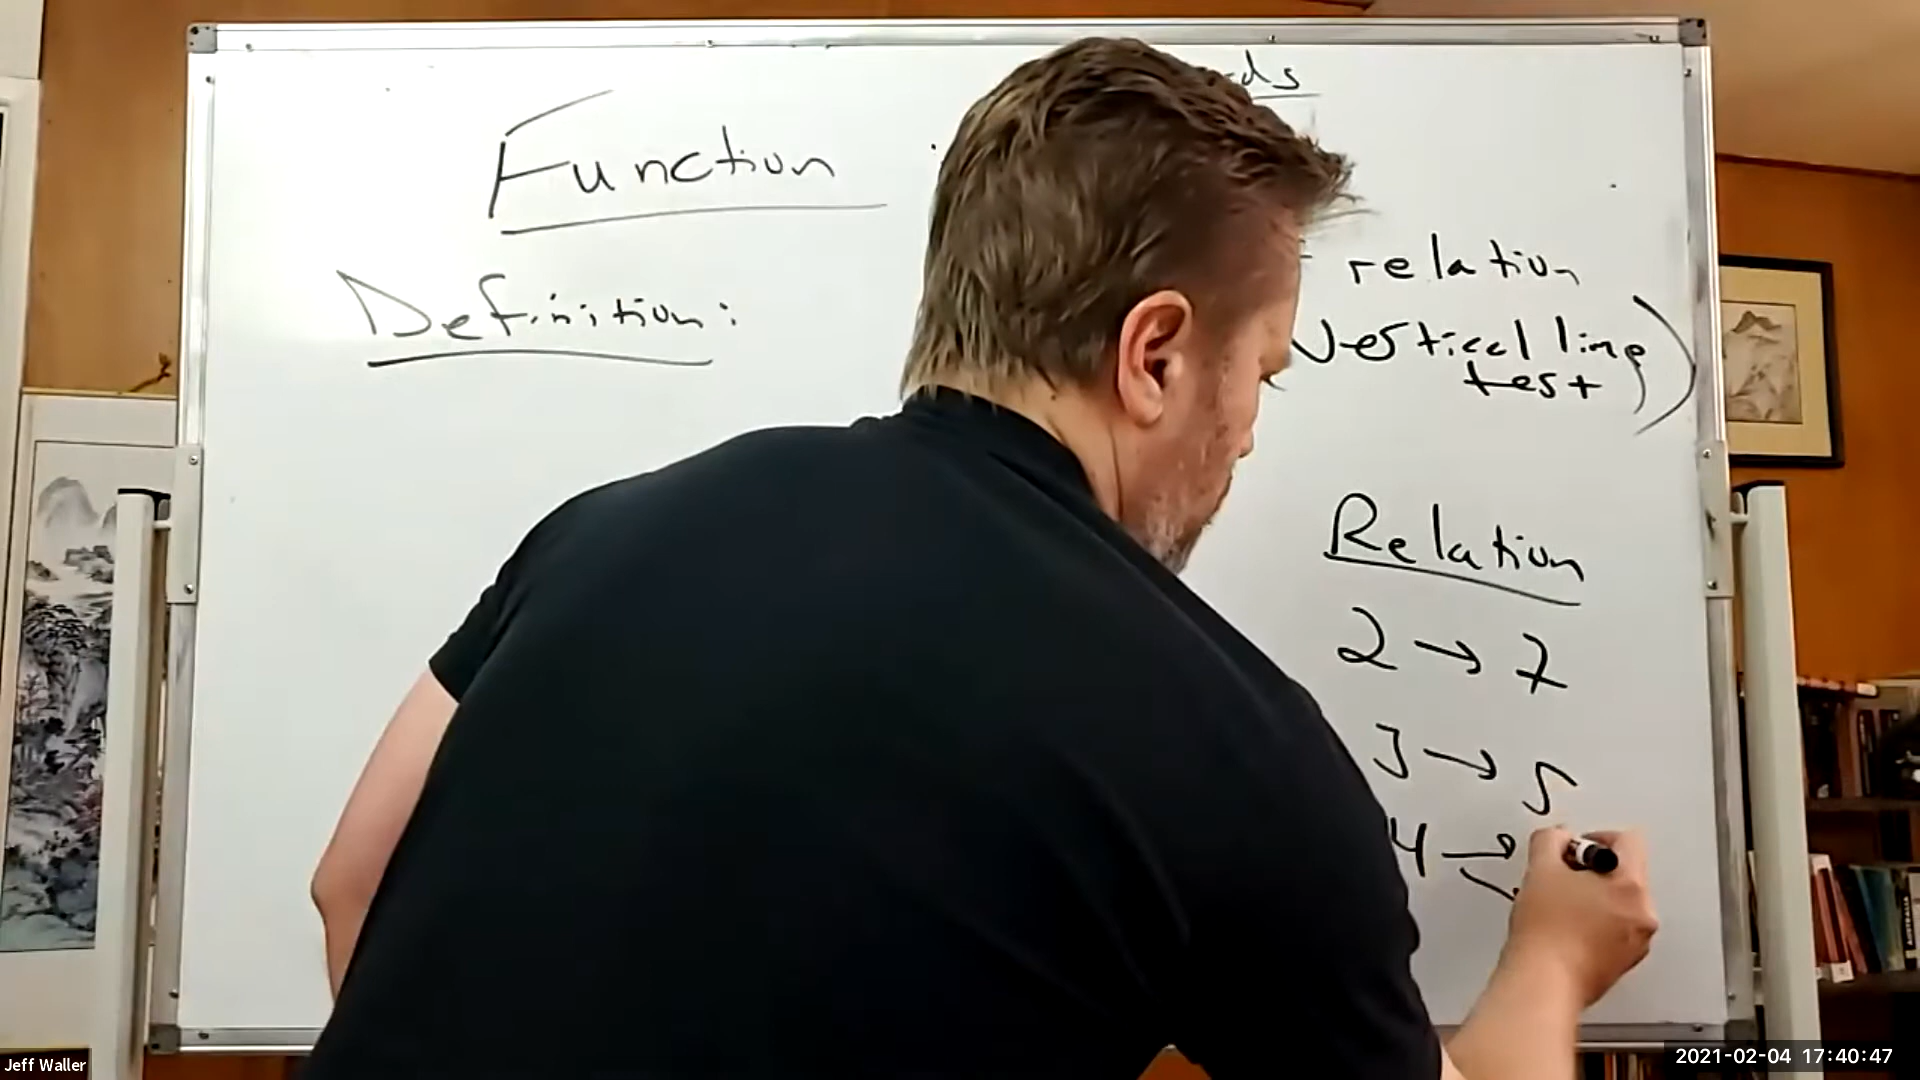 Function
Definition:
relation
vertical line
test)
Relation
2 → 7
3 → 5
4 →
AUSTRALIA
Jeff Waller
2021-02-04 17:40:47